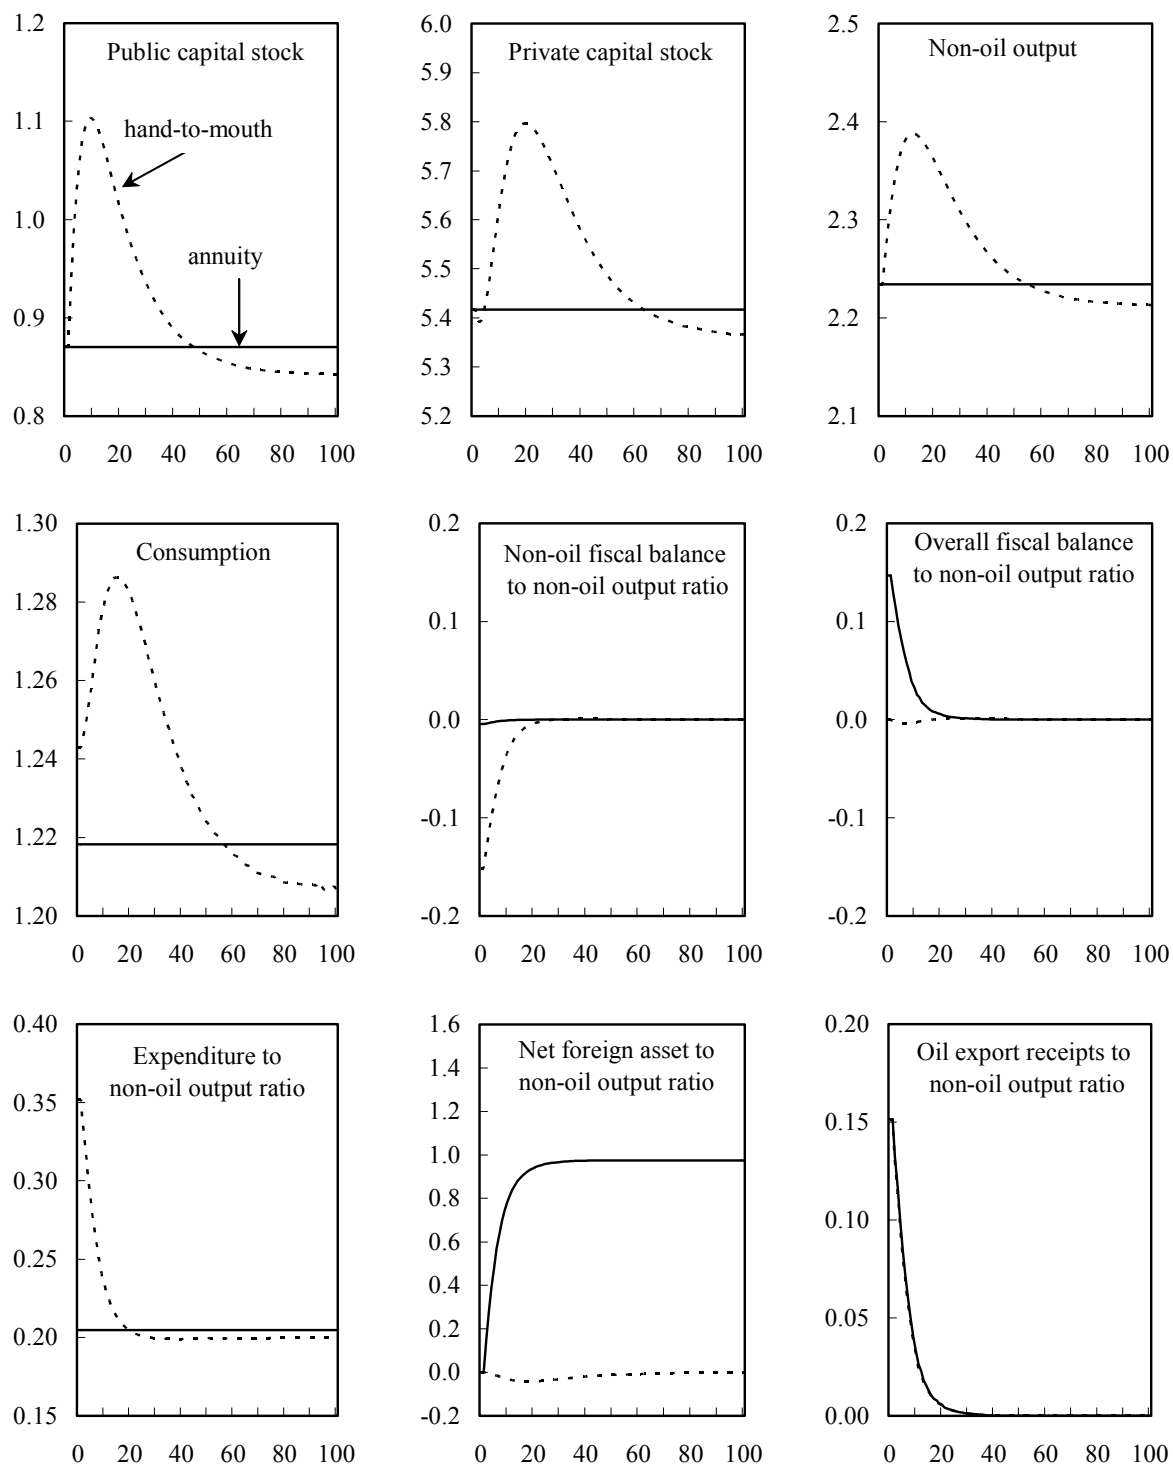 Public capital stock
1.2
1.1
1.0
0.9
0.8
hand-to-mouth
annuity
0 20 40 60 80 100
Private capital stock
6.0
5.9
5.8
5.7
5.6
5.5
5.4
5.3
5.2
0 20 40 60 80 100
Non-oil output
2.5
2.4
2.3
2.2
2.1
0 20 40 60 80 100
Consumption
1.30
1.28
1.26
1.24
1.22
1.20
0 20 40 60 80 100
Non-oil fiscal balance
to non-oil output ratio
0.2
0.1
0.0
-0.1
-0.2
0 20 40 60 80 100
Overall fiscal balance
to non-oil output ratio
0.2
0.1
0.0
-0.1
-0.2
0 20 40 60 80 100
Expenditure to
non-oil output ratio
0.40
0.35
0.30
0.25
0.20
0.15
0 20 40 60 80 100
Net foreign asset to
non-oil output ratio
1.6
1.4
1.2
1.0
0.8
0.6
0.4
0.2
0.0
-0.2
0 20 40 60 80 100
Oil export receipts to
non-oil output ratio
0.20
0.15
0.10
0.05
0.00
0 20 40 60 80 100